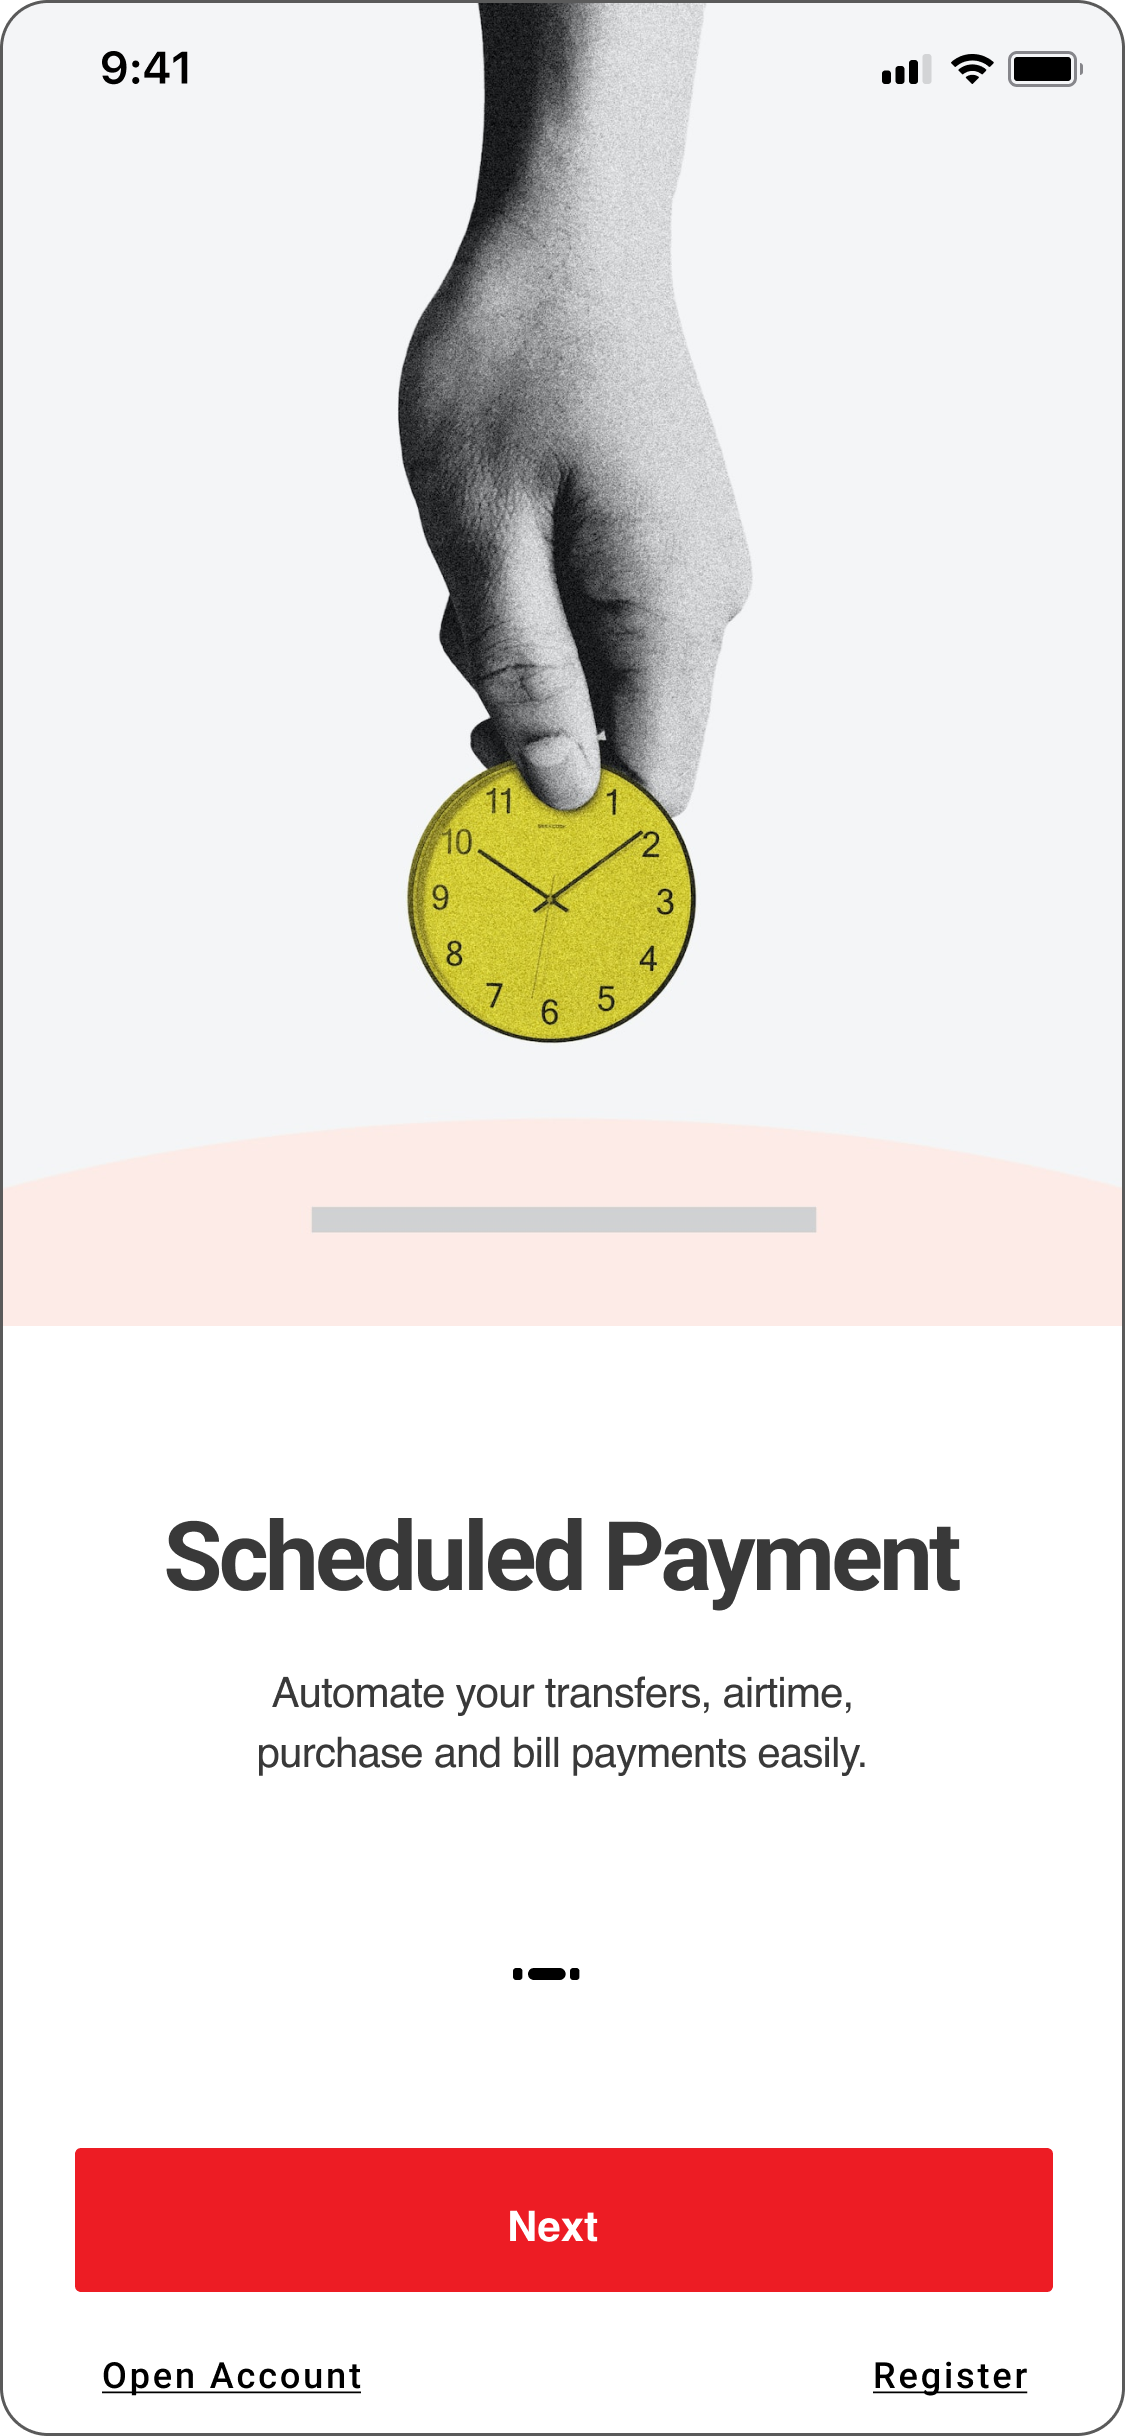 9:41
11
1
10
2
9
3
8
4
7
5
6
Scheduled Payment
Automate your transfers, airtime,
purchase and bill payments easily.
Next
Open Account
Register